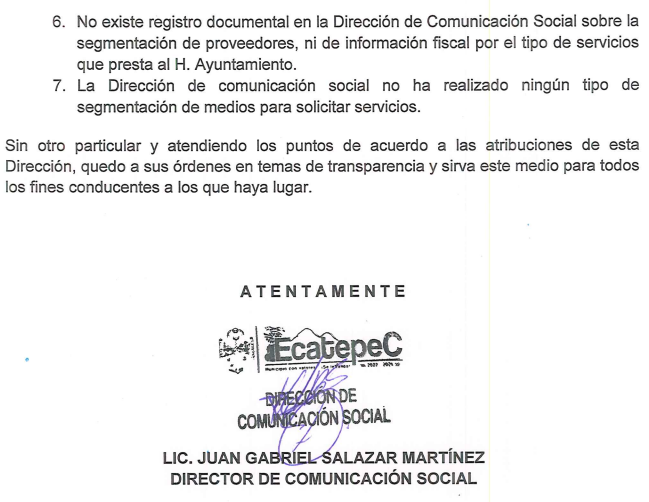 6. No existe registro documental en la Dirección de Comunicación Social sobre la
segmentación de proveedores, ni de información fiscal por el tipo de servicios
que presta al H. Ayuntamiento.
7. La Dirección de comunicación social no ha realizado ningún tipo de
segmentación de medios para solicitar servicios.
Sin otro particular y atendiendo los puntos de acuerdo a las atribuciones de esta
Dirección, quedo a sus órdenes en temas de transparencia y sirva este medio para todos
los fines conducentes a los que haya lugar.
ATENTAMENTE
EcatepeC
Municipio con valores
DIRECCIÓN DE
COMUNICACIÓN SOCIAL
LIC. JUAN GABRIEL SALAZAR MARTÍNEZ
DIRECTOR DE COMUNICACIÓN SOCIAL